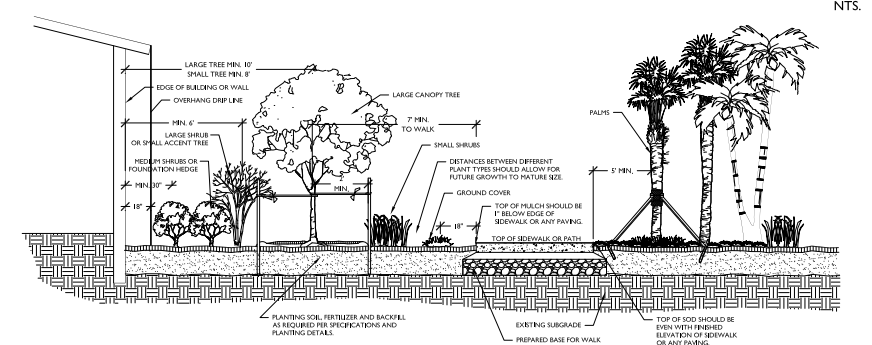 NTS.
LARGE TREE MIN. 10'
SMALL TREE MIN. 8'
EDGE OF BUILDING OR WALL
OVERHANG DRIP LINE
MIN. 6'
LARGE SHRUB
OR SMALL ACCENT TREE
MEDIUM SHRUBS OR
FOUNDATION HEDGE
MIN. 30"
18"
LARGE CANOPY TREE
7' MIN.
TO WALK
SMALL SHRUBS
2'
MIN.
DISTANCES BETWEEN DIFFERENT
PLANT TYPES SHOULD ALLOW FOR
FUTURE GROWTH TO MATURE SIZE.
GROUND COVER
TOP OF MULCH SHOULD BE
1" BELOW EDGE OF
SIDEWALK OR ANY PAVING.
18"
TOP OF SIDEWALK OR PATH
PALMS
5' MIN.
PLANTING SOIL, FERTILIZER AND BACKFILL
AS REQUIRED PER SPECIFICATIONS AND
PLANTING DETAILS.
EXISTING SUBGRADE
PREPARED BASE FOR WALK
TOP OF SOD SHOULD BE
EVEN WITH FINISHED
ELEVATION OF SIDEWALK
OR ANY PAVING.